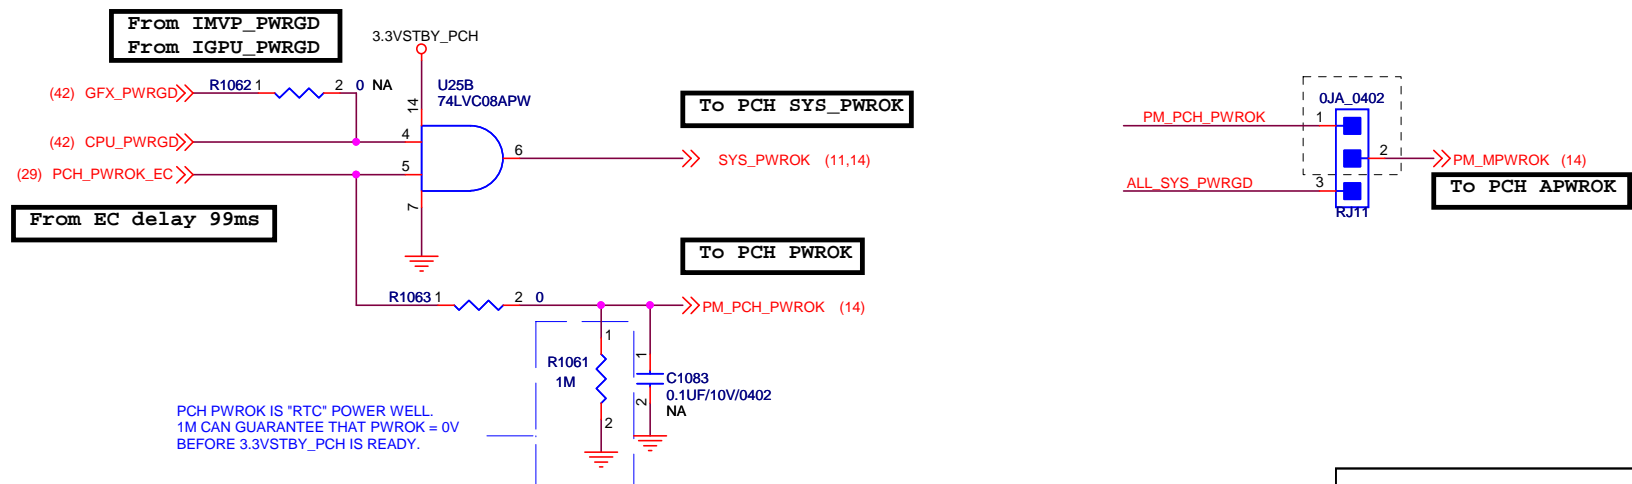 From IMVP_PWRGD
From IGPU_PWRGD
3.3VSTBY_PCH
(42) GFX_PWRGD
R1062 1 2 0 NA
14
U25B
74LVC08APW
To PCH SYS_PWROK
(42) CPU_PWRGD
4
6
SYS_PWROK (11,14)
(29) PCH_PWROK_EC
5
7
From EC delay 99ms
To PCH PWROK
R1063 1 2 0
PM_PCH_PWROK (14)
1
R1061
1M
2
1
C1083
0.1UF/10V/0402
NA
2
PCH PWROK IS "RTC" POWER WELL.
1M CAN GUARANTEE THAT PWROK = 0V
BEFORE 3.3VSTBY_PCH IS READY.
0JA_0402
PM_PCH_PWROK
1
2
PM_MPWROK (14)
To PCH APWROK
ALL_SYS_PWRGD
3
RJ11